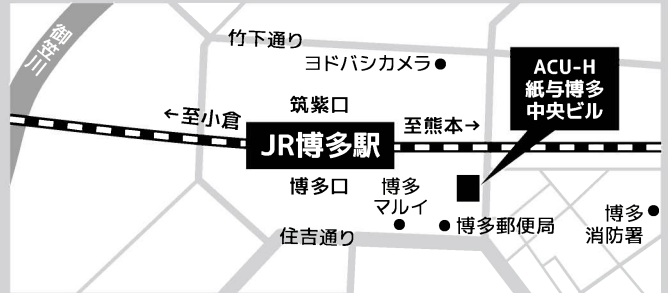 御笠川
竹下通り
ヨドバシカメラ
ACU-H
紙与博多
中央ビル
筑紫口
←至小倉
至熊本→
JR博多駅
博多口
博多
マルイ
博多郵便局
博多
消防署
住吉通り